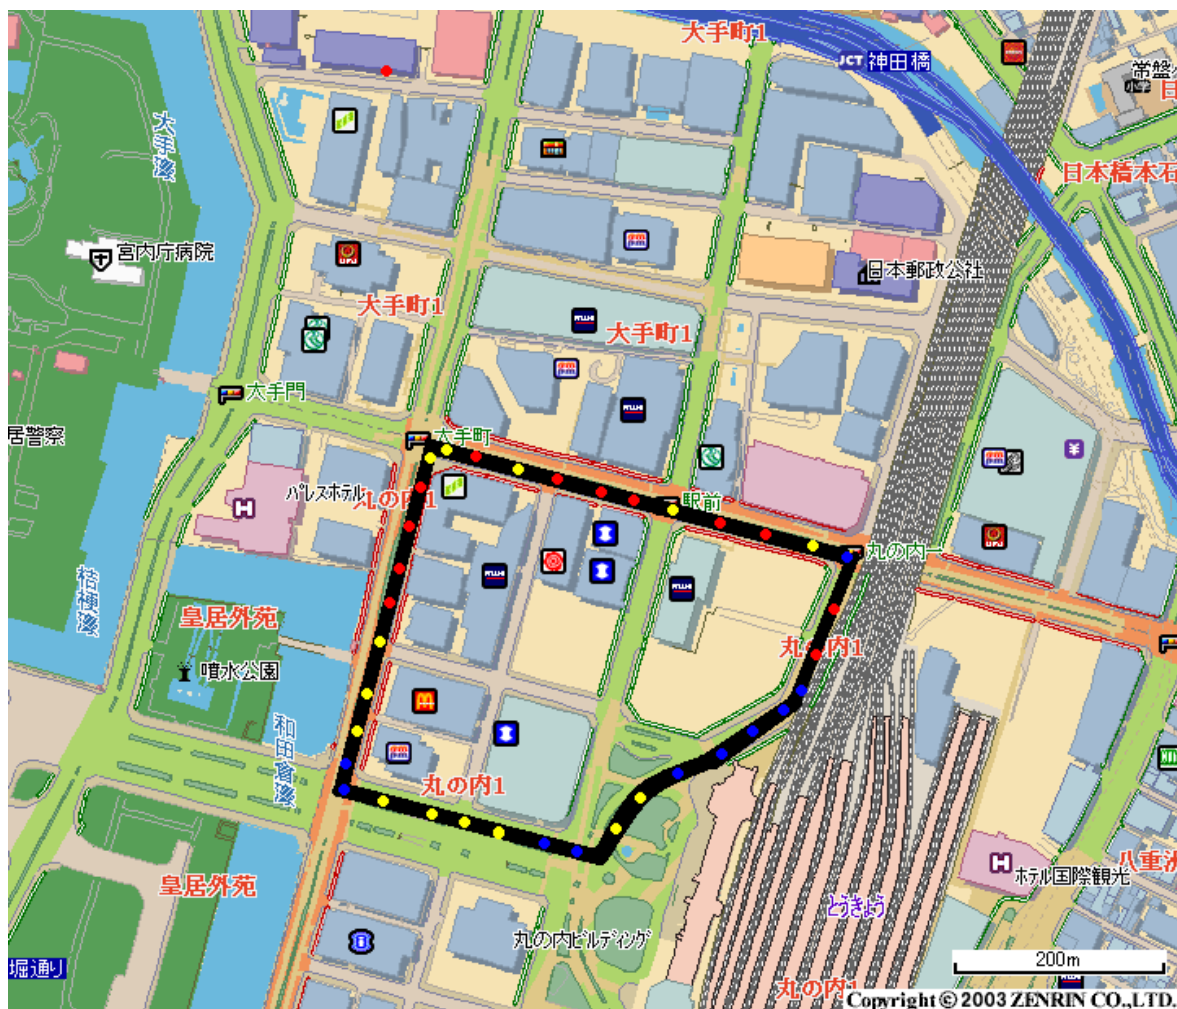 大手町1
JCT 神田橋
常盤小
小学
日
大手濠
日本橋本石
宮内庁病院
日本郵政公社
大手町1
大手町1
大手門
居警察
大手町
パレスホテル
丸の内1
駅前
丸の内一
桔梗濠
皇居外苑
噴水公園
丸の内1
和田倉濠
丸の内1
八重洲
皇居外苑
ホテル国際観光
とうきょう
丸の内ビルディング
堀通り
200m
丸の内1
Copyright © 2003 ZENRIN CO.,LTD.